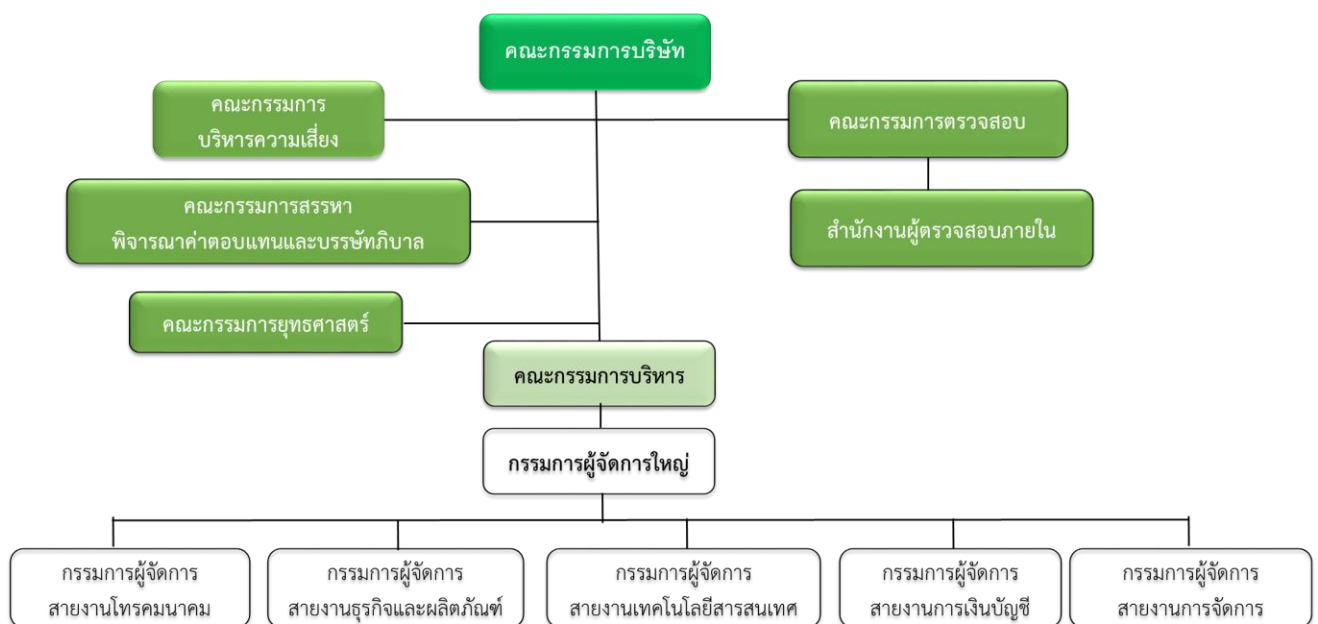 คณะกรรมการบริษัท
คณะกรรมการ
บริหารความเสี่ยง
คณะกรรมการตรวจสอบ
คณะกรรมการสรรหา
พิจารณาค่าตอบแทนและบรรษัทภิบาล
สำนักงานผู้ตรวจสอบภายใน
คณะกรรมการยุทธศาสตร์
คณะกรรมการบริหาร
กรรมการผู้จัดการใหญ่
กรรมการผู้จัดการ
สายงานโทรคมนาคม
กรรมการผู้จัดการ
สายงานธุรกิจและผลิตภัณฑ์
กรรมการผู้จัดการ
สายงานเทคโนโลยีสารสนเทศ
กรรมการผู้จัดการ
สายงานการเงินบัญชี
กรรมการผู้จัดการ
สายงานการจัดการ